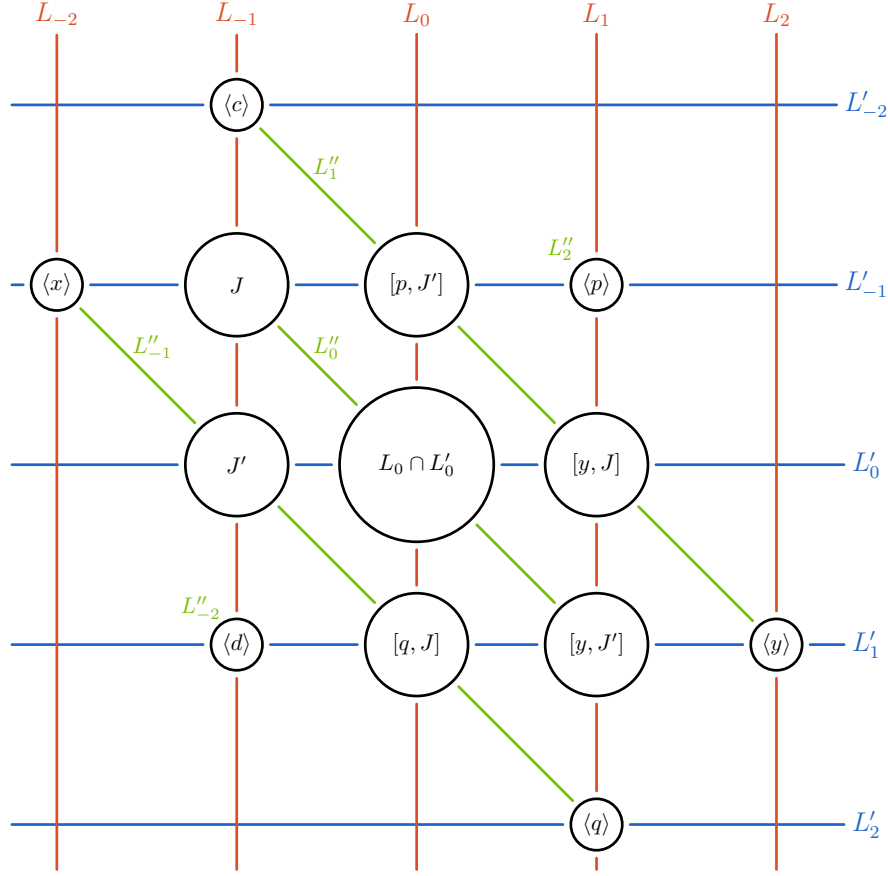 L_{-2} L_{-1} L_0 L_1 L_2
⟨c⟩ L'_{-2}
L''_1
L''_2
⟨x⟩ J [p, J'] ⟨p⟩ L'_{-1}
L''_{-1} L''_0
J' L_0 ∩ L'_0 [y, J] L'_0
L''_{-2}
⟨d⟩ [q, J] [y, J'] ⟨y⟩ L'_1
⟨q⟩ L'_2